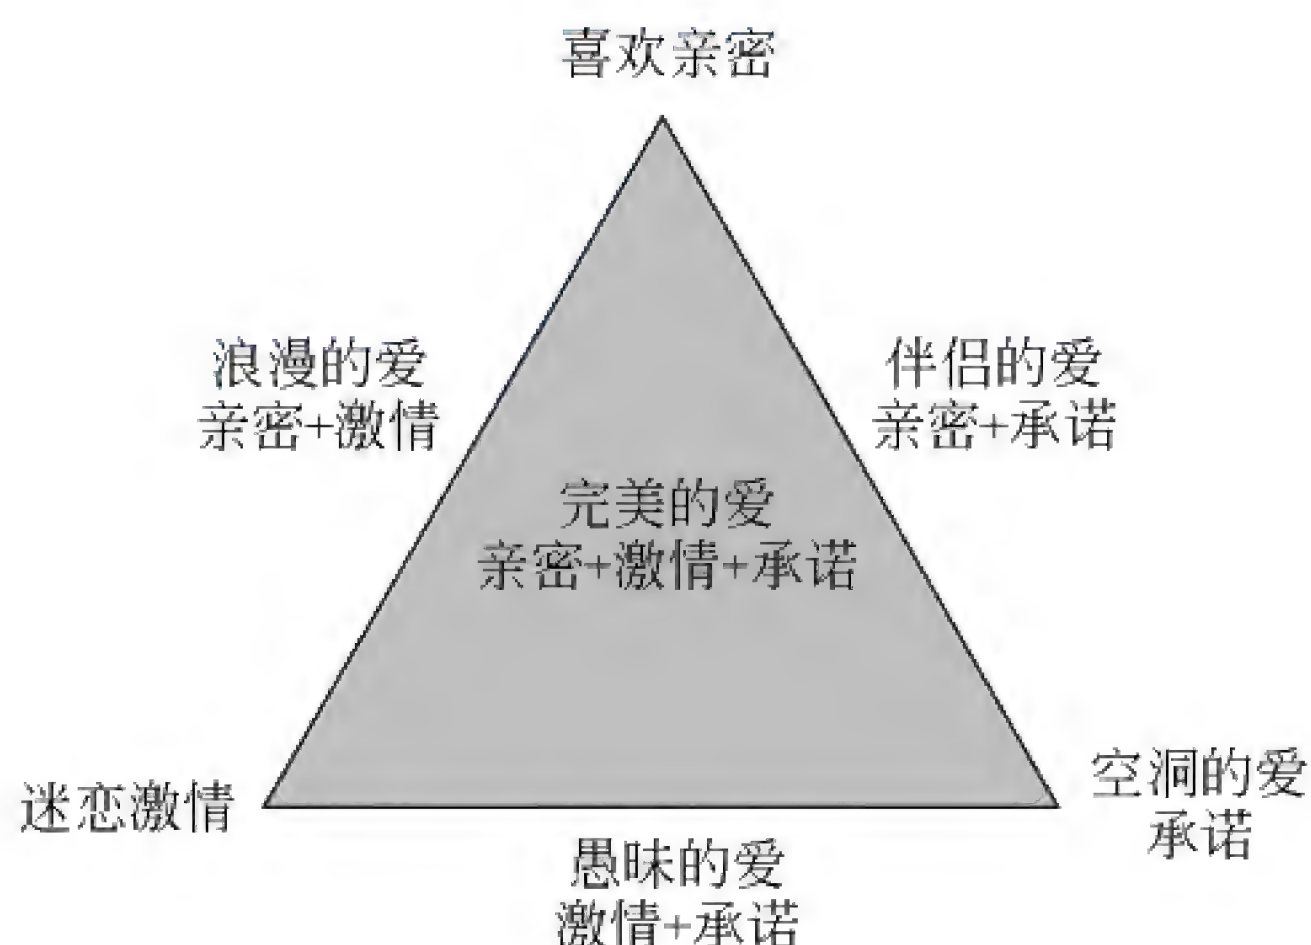 喜欢亲密
浪漫的爱
亲密+激情
伴侣的爱
亲密+承诺
完美的爱
亲密+激情+承诺
迷恋激情
空洞的爱
承诺
愚昧的爱
激情+承诺